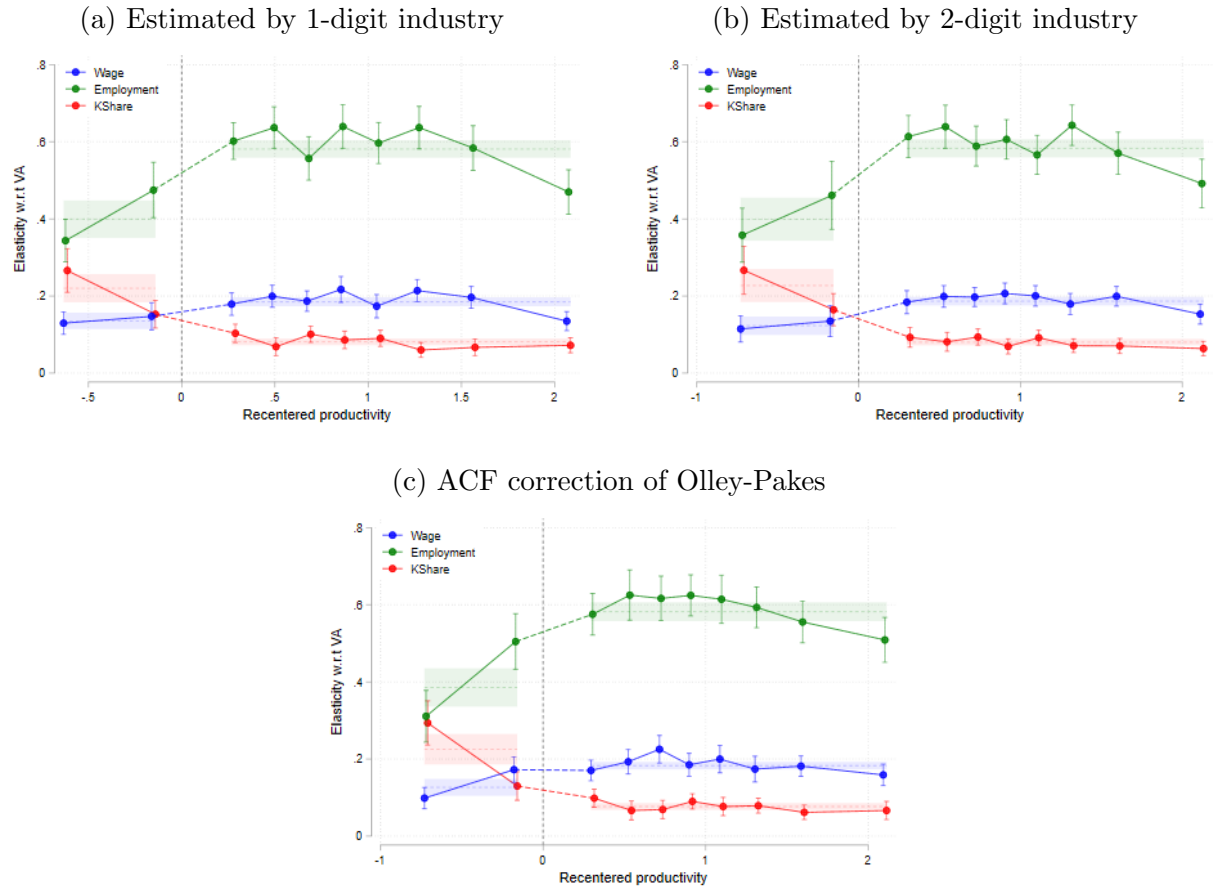 (a) Estimated by 1-digit industry
Wage
Employment
KShare
Elasticity w.r.t VA
.8
.6
.4
.2
0
-.5
0
.5
1
1.5
2
Recentered productivity
(b) Estimated by 2-digit industry
Wage
Employment
KShare
Elasticity w.r.t VA
.8
.6
.4
.2
0
-1
0
1
2
Recentered productivity
(c) ACF correction of Olley-Pakes
Wage
Employment
KShare
Elasticity w.r.t VA
.8
.6
.4
.2
0
-1
0
1
2
Recentered productivity